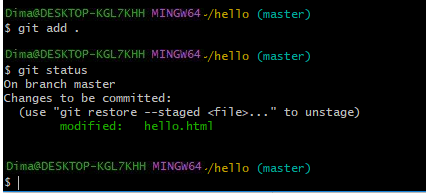 Dima@DESKTOP-KGL7KHH MINGW64 ~/hello (master)
$ git add .
Dima@DESKTOP-KGL7KHH MINGW64 ~/hello (master)
$ git status
On branch master
Changes to be committed:
(use "git restore --staged <file>..." to unstage)
modified: hello.html
Dima@DESKTOP-KGL7KHH MINGW64 ~/hello (master)
$